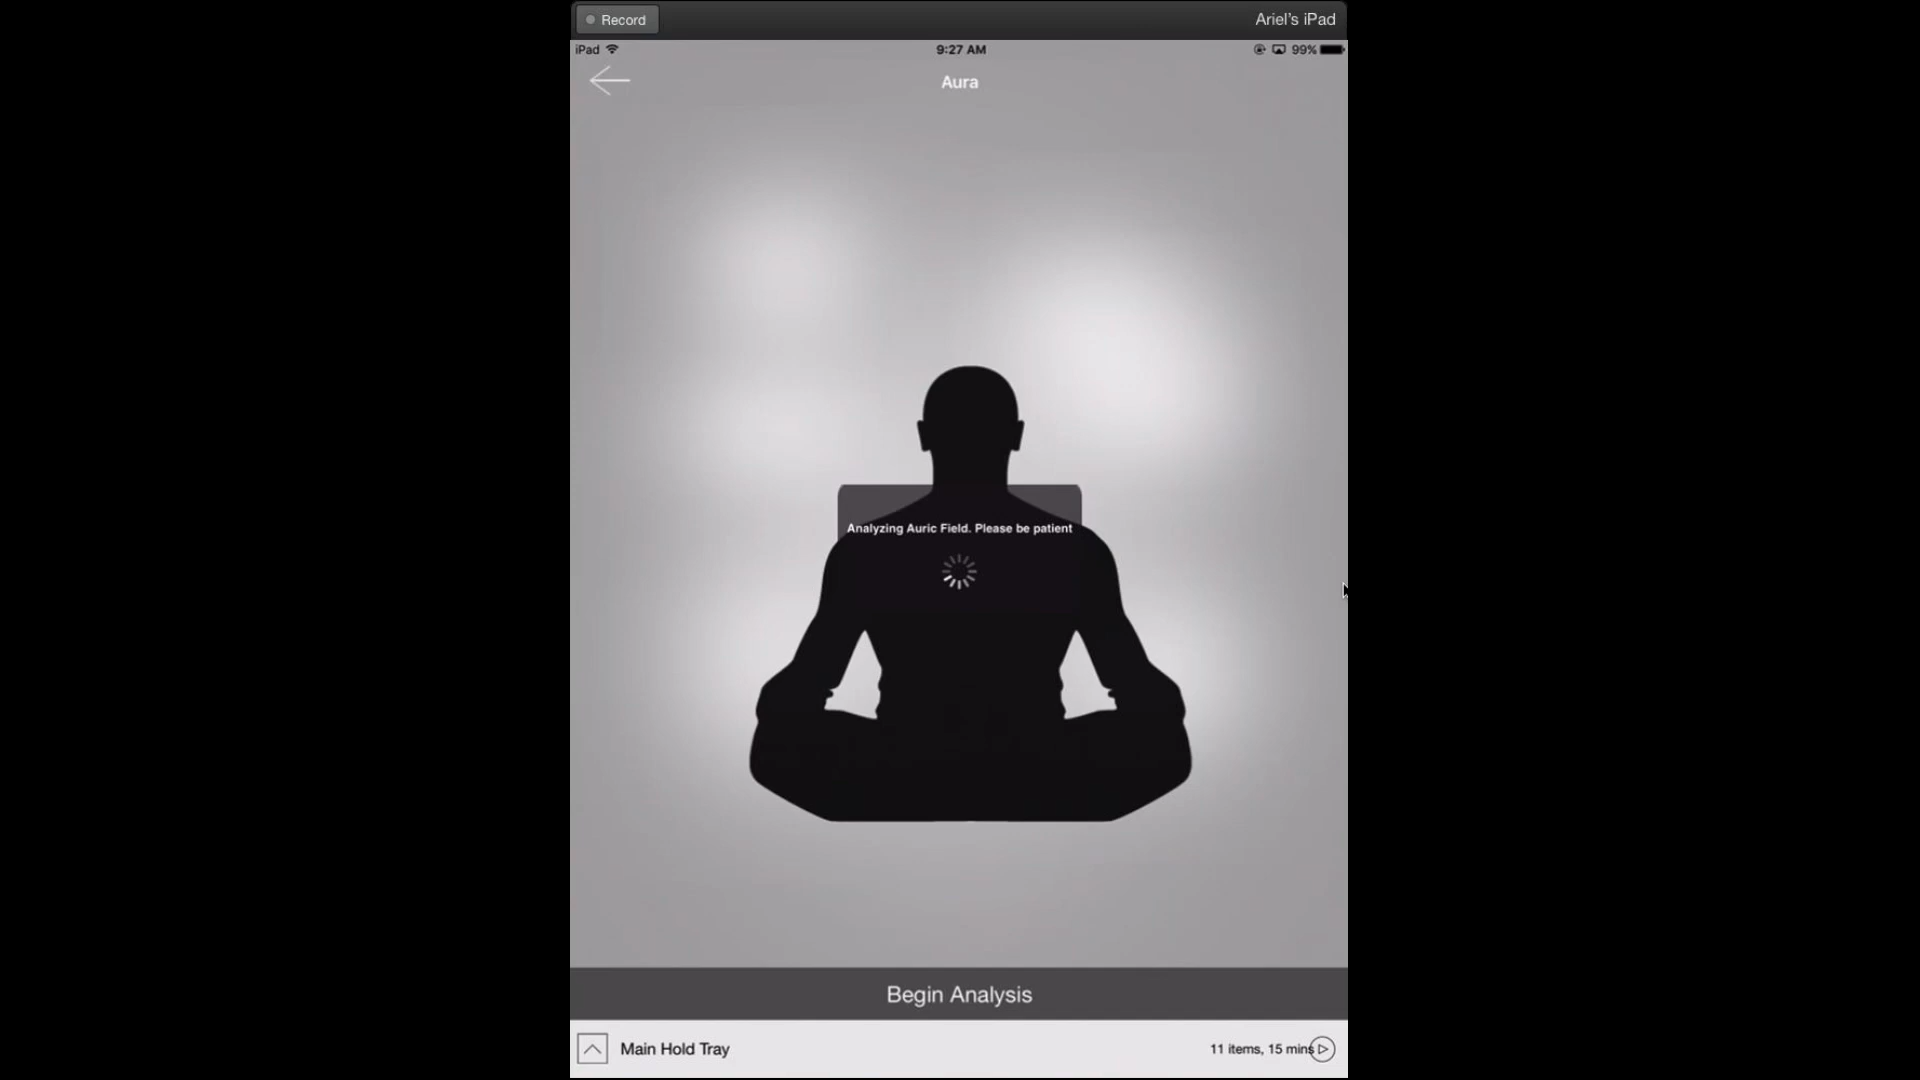 Record
Ariel's iPad
iPad
9:27 AM
99%
Aura
Analyzing Auric Field. Please be patient
Begin Analysis
Main Hold Tray
11 items, 15 mins